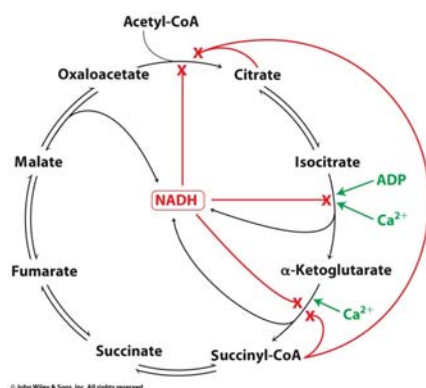 Acetyl-CoA
Oxaloacetate
Citrate
X
X
Malate
Isocitrate
NADH
X
ADP
Ca²⁺
Fumarate
α-Ketoglutarate
X
X
Ca²⁺
Succinate
Succinyl-CoA
© John Wiley & Sons, Inc. All rights reserved.